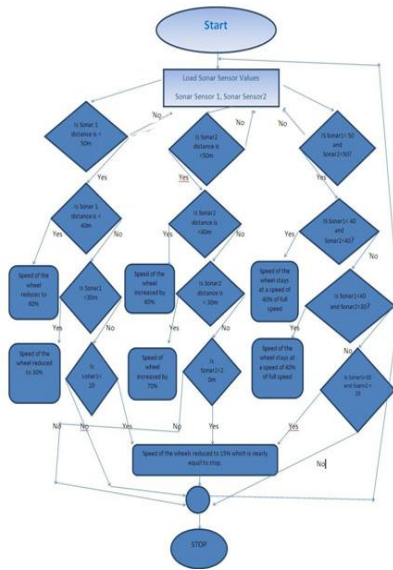 Start
Load Sonar Sensor Values
Sonar Sensor 1, Sonar Sensor2
No
No
No
Is Sonar 1
distance is <
50m
Is Sonar2
distance is
<50m
IS Sonar1< 50
and
Sonar2<50?
Yes
Yes
Yes
Is Sonar 1
distance is <
40m
Is Sonar2
distance is
<40m
Is Sonar1< 40
and
Sonar2<40?
Yes
No
Yes
No
Yes
No
Speed of the
wheel
reduces to
60%
Is Sonar1
<30m
Speed of the
wheel
increased by
60%
Is Sonar2
distance is
< 30m
Speed of the
wheel stays
at a speed of
40% of full
speed
Is Sonar1<40
and Sonar2<30?
Yes
No
Yes
No
Yes
No
Speed of the
wheel reduced
to 30%
Is
sonar1<
20
Speed of
wheel
increased by
70%
Is
Sonar2<2
0m
Speed of the
wheel stays at
a speed of 40%
of full speed
No
No
Yes
No
Yes
Yes
Speed of the wheels reduced to 15% which is nearly
equal to stop.
No
STOP